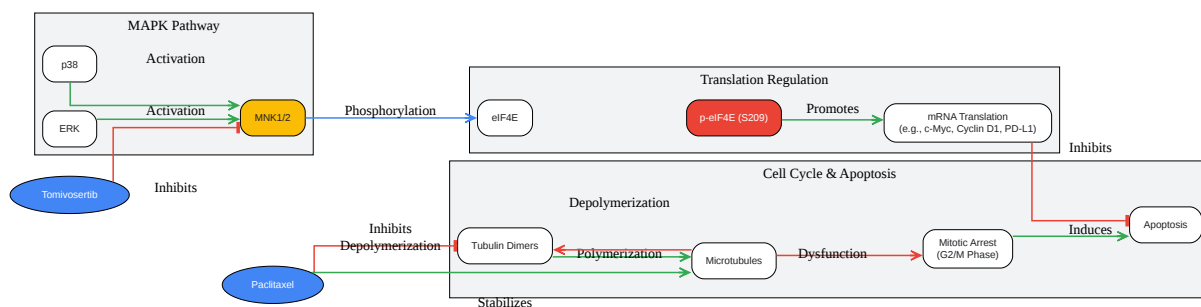 MAPK Pathway
p38
Activation
ERK
Activation
MNK1/2
Phosphorylation
Tomivosertib
Inhibits
Translation Regulation
eIF4E
p-eIF4E (S209)
Promotes
mRNA Translation
(e.g., c-Myc, Cyclin D1, PD-L1)
Inhibits
Cell Cycle & Apoptosis
Depolymerization
Inhibits
Depolymerization
Tubulin Dimers
Polymerization
Microtubules
Dysfunction
Mitotic Arrest
(G2/M Phase)
Induces
Apoptosis
Paclitaxel
Stabilizes